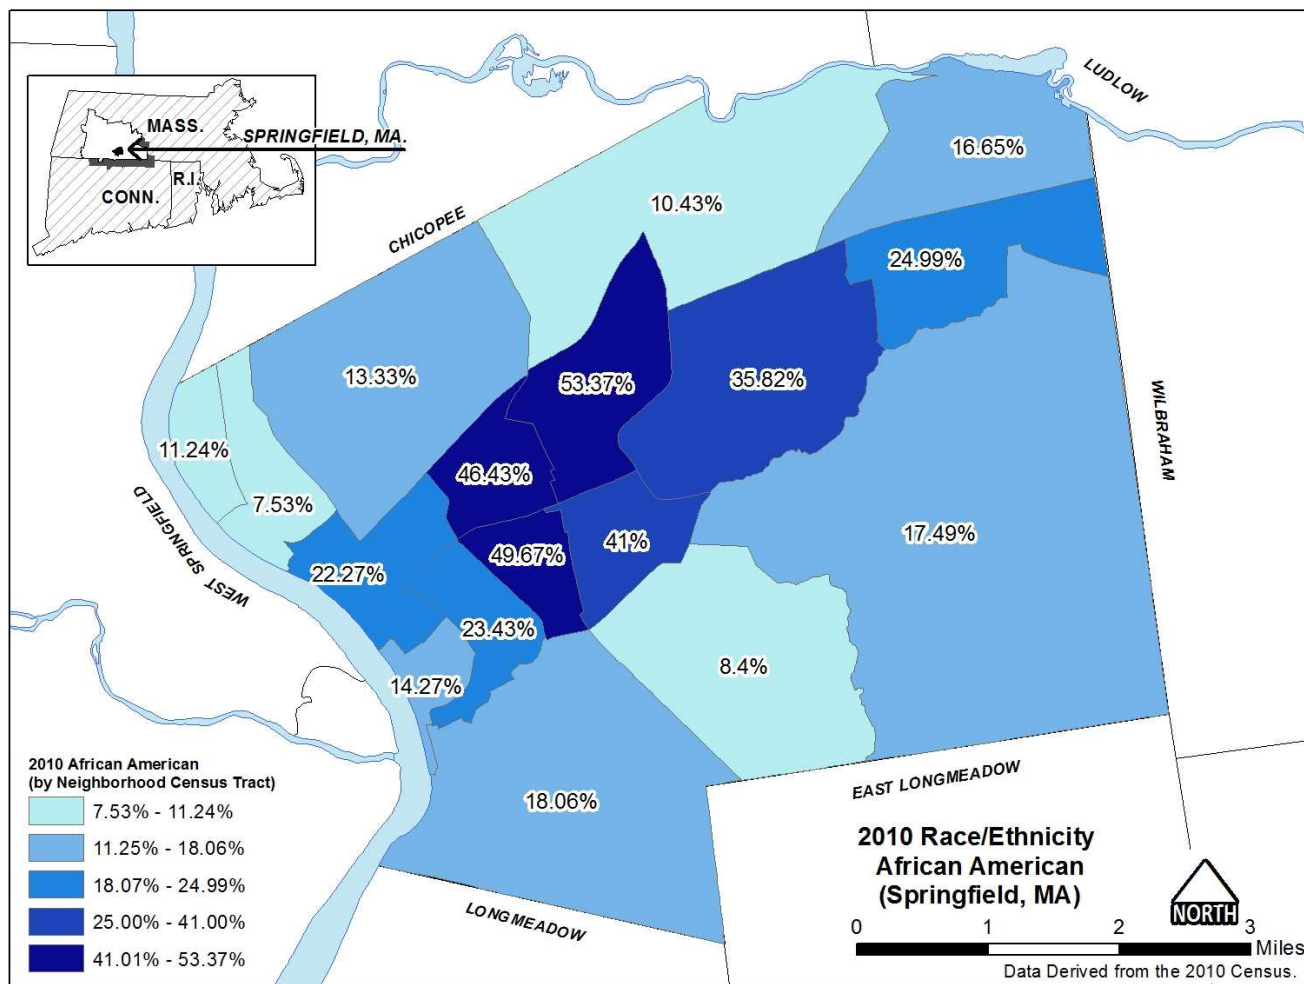 LUDLOW
MASS.
SPRINGFIELD, MA.
R.I.
CONN.
CHICOPEE
16.65%
10.43%
24.99%
13.33%
53.37%
35.82%
WILBRAHAM
11.24%
46.43%
7.53%
WEST SPRINGFIELD
49.67%
41%
17.49%
22.27%
23.43%
8.4%
14.27%
18.06%
EAST LONGMEADOW
LONGMEADOW
2010 African American
(by Neighborhood Census Tract)
7.53% - 11.24%
11.25% - 18.06%
18.07% - 24.99%
25.00% - 41.00%
41.01% - 53.37%
2010 Race/Ethnicity
African American
(Springfield, MA)
NORTH
0 1 2 3
Miles
Data Derived from the 2010 Census.